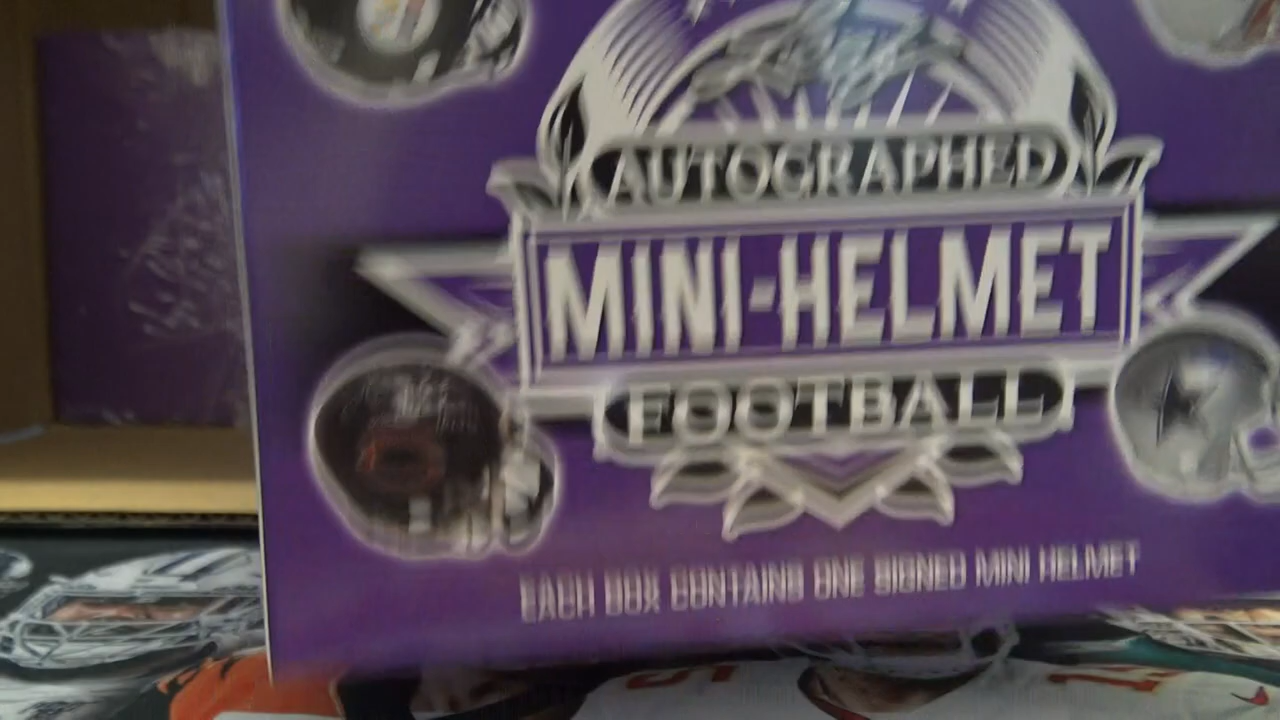 AUTOGRAPHED
MINI-HELMET
FOOTBALL
EACH BOX CONTAINS ONE SIGNED MINI HELMET